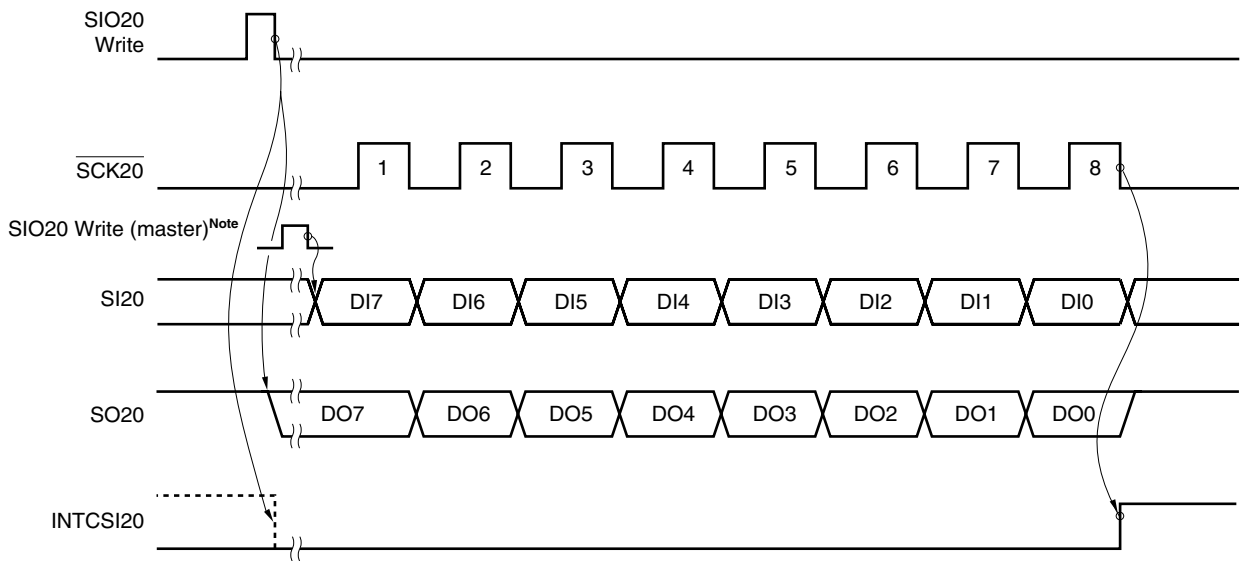 SIO20
Write
SCK20
1 2 3 4 5 6 7 8
SIO20 Write (master)Note
SI20
DI7 DI6 DI5 DI4 DI3 DI2 DI1 DI0
SO20
DO7 DO6 DO5 DO4 DO3 DO2 DO1 DO0
INTCSI20